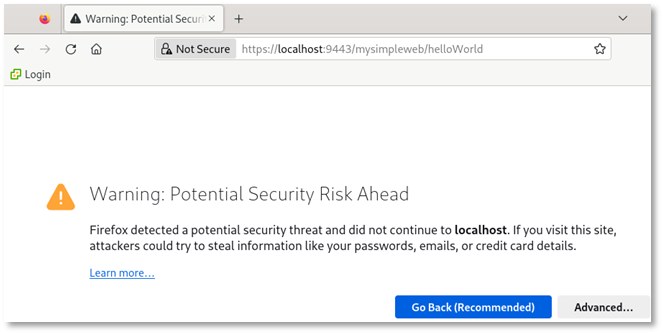 Warning: Potential Securi
Not Secure https://localhost:9443/mysimpleweb/helloWorld
Login
Warning: Potential Security Risk Ahead
Firefox detected a potential security threat and did not continue to localhost. If you visit this site,
attackers could try to steal information like your passwords, emails, or credit card details.
Learn more…
Go Back (Recommended) Advanced…